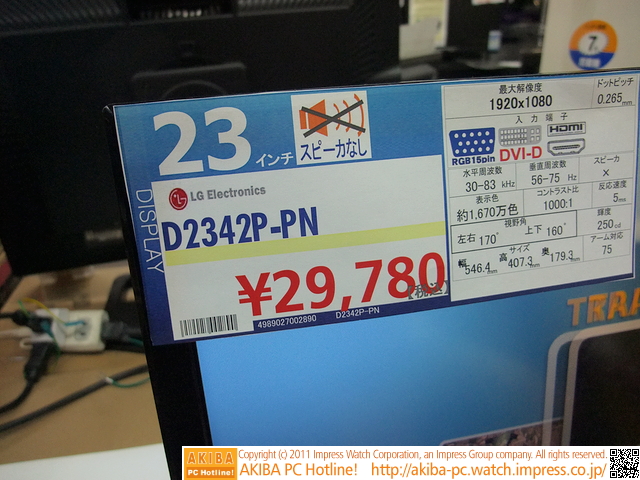 7
23
インチ
スピーカなし
DISPLAY
LG Electronics
D2342P-PN
¥29,780
【税込】
4989027002890 D2342P-PN
最大解像度
1920x1080
ドットピッチ
0.265mm
入力端子
RGB15pin
DVI-D
HDMI
水平周波数
30-83 kHz
垂直周波数
56-75 Hz
スピーカ
×
表示色
約1,670万色
コントラスト比
1000:1
反応速度
5ms
視野角
左右 170°
上下 160°
輝度
250cd
サイズ
幅 546.4mm
高 407.3mm
奥 179.3mm
アーム対応
75
AKIBA
PC Hotline!
Copyright (c) 2011 Impress Watch Corporation, an Impress Group company. All rights reserved.
AKIBA PC Hotline! http://akiba-pc.watch.impress.co.jp/